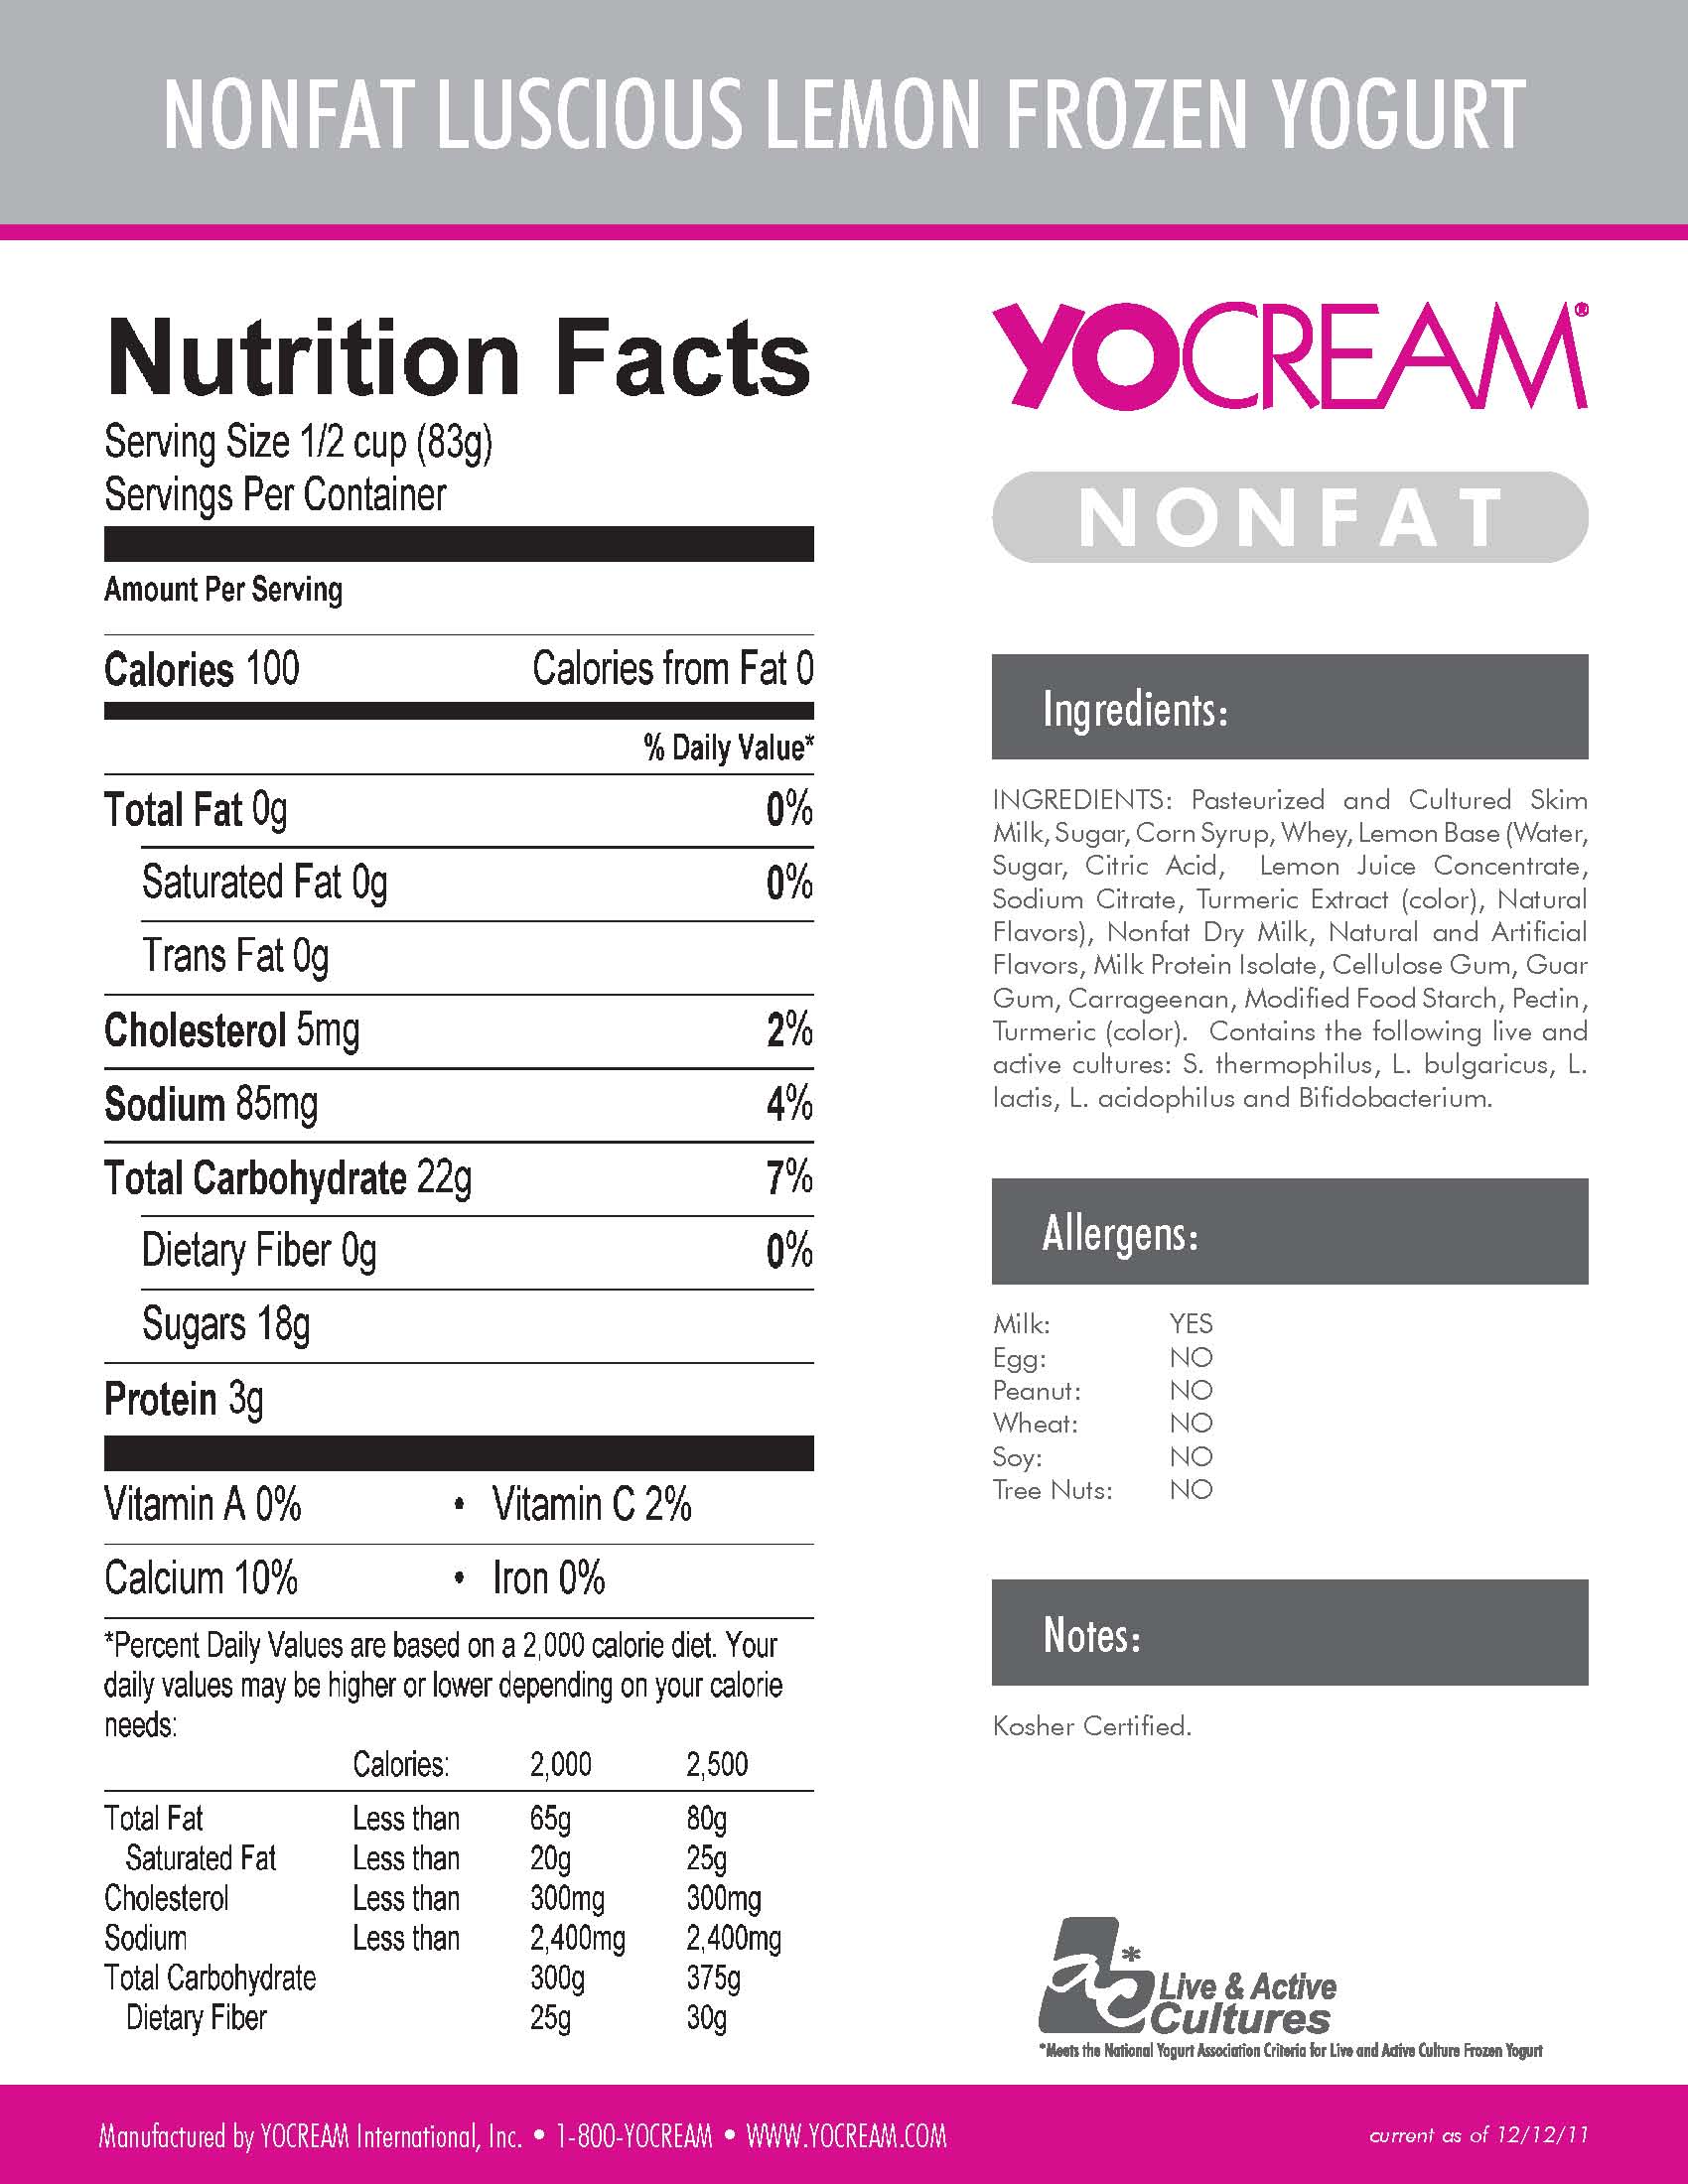 NONFAT LUSCIOUS LEMON FROZEN YOGURT
Nutrition Facts
Serving Size 1/2 cup (83g)
Servings Per Container
Amount Per Serving
Calories 100 Calories from Fat 0
% Daily Value*
Total Fat 0g 0%
Saturated Fat 0g 0%
Trans Fat 0g
Cholesterol 5mg 2%
Sodium 85mg 4%
Total Carbohydrate 22g 7%
Dietary Fiber 0g 0%
Sugars 18g
Protein 3g
Vitamin A 0% • Vitamin C 2%
Calcium 10% • Iron 0%
*Percent Daily Values are based on a 2,000 calorie diet. Your
daily values may be higher or lower depending on your calorie
needs:
Calories: 2,000 2,500
Total Fat Less than 65g 80g
Saturated Fat Less than 20g 25g
Cholesterol Less than 300mg 300mg
Sodium Less than 2,400mg 2,400mg
Total Carbohydrate 300g 375g
Dietary Fiber 25g 30g
YOCREAM®
NONFAT
Ingredients:
INGREDIENTS: Pasteurized and Cultured Skim
Milk, Sugar, Corn Syrup, Whey, Lemon Base (Water,
Sugar, Citric Acid, Lemon Juice Concentrate,
Sodium Citrate, Turmeric Extract (color), Natural
Flavors), Nonfat Dry Milk, Natural and Artificial
Flavors, Milk Protein Isolate, Cellulose Gum, Guar
Gum, Carrageenan, Modified Food Starch, Pectin,
Turmeric (color). Contains the following live and
active cultures: S. thermophilus, L. bulgaricus, L.
lactis, L. acidophilus and Bifidobacterium.
Allergens:
Milk: YES
Egg: NO
Peanut: NO
Wheat: NO
Soy: NO
Tree Nuts: NO
Notes:
Kosher Certified.
ac*
Live & Active
Cultures
*Meets the National Yogurt Association Criteria for Live and Active Culture Frozen Yogurt
Manufactured by YOCREAM International, Inc. • 1-800-YOCREAM • WWW.YOCREAM.COM
current as of 12/12/11